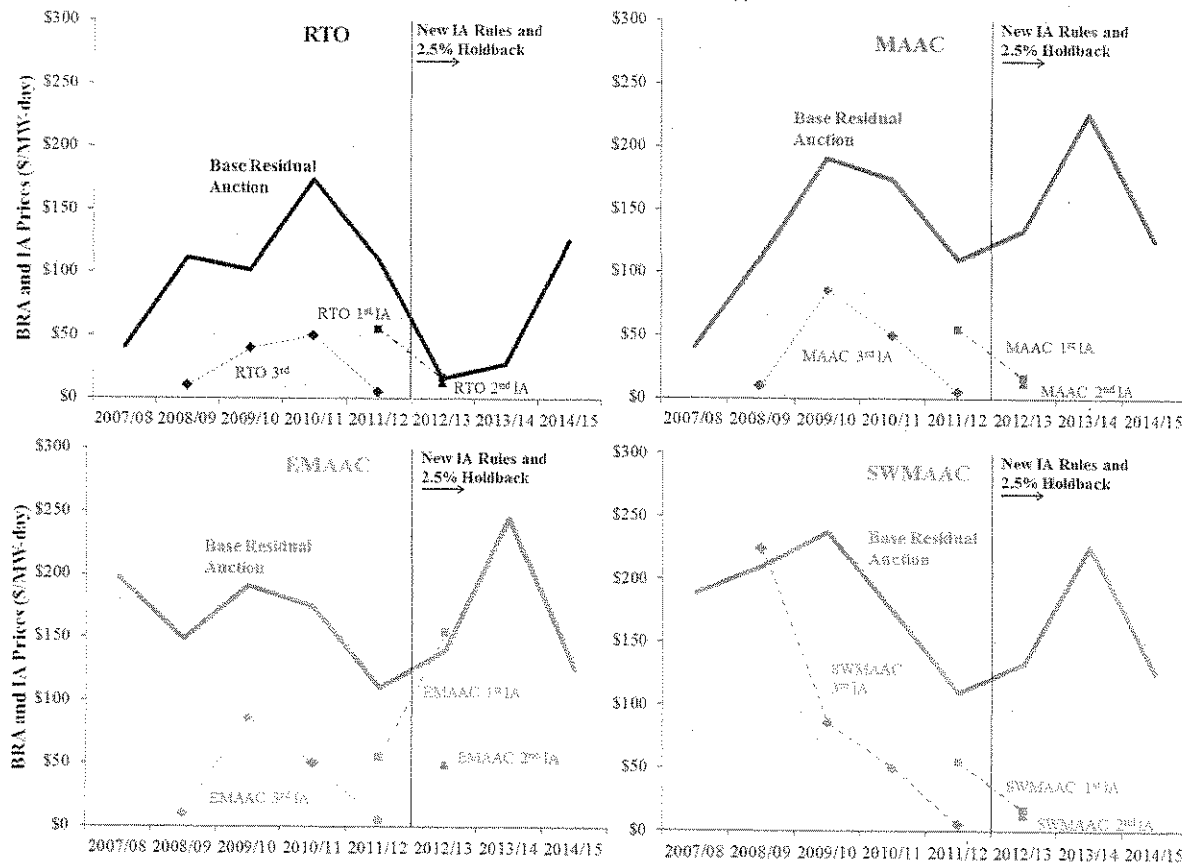 RTO
New IA Rules and
2.5% Holdback
BRA and IA Prices ($/MW-day)
$300
$250
$200
$150
$100
$50
$0
Base Residual
Auction
RTO 1st IA
RTO 3rd
RTO 2nd IA
2007/08 2008/09 2009/10 2010/11 2011/12 2012/13 2013/14 2014/15
MAAC
New IA Rules and
2.5% Holdback
$300
$250
$200
$150
$100
$50
$0
Base Residual
Auction
MAAC 3rd IA
MAAC 1st IA
MAAC 2nd IA
2007/08 2008/09 2009/10 2010/11 2011/12 2012/13 2013/14 2014/15
EMAAC
New IA Rules and
2.5% Holdback
BRA and IA Prices ($/MW-day)
$300
$250
$200
$150
$100
$50
$0
Base Residual
Auction
EMAAC 1st IA
EMAAC 2nd IA
EMAAC 3rd IA
2007/08 2008/09 2009/10 2010/11 2011/12 2012/13 2013/14 2014/15
SWMAAC
New IA Rules and
2.5% Holdback
$300
$250
$200
$150
$100
$50
$0
Base Residual
Auction
SWMAAC
3rd IA
SWMAAC 1st IA
SWMAAC 2nd IA
2007/08 2008/09 2009/10 2010/11 2011/12 2012/13 2013/14 2014/15